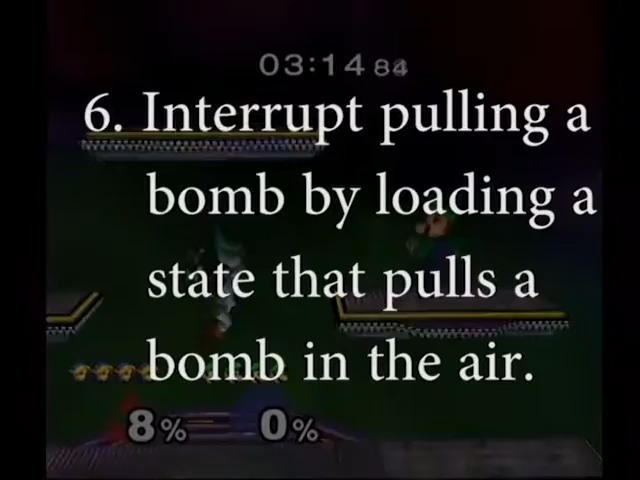 03:14 84
6. Interrupt pulling a
bomb by loading a
state that pulls a
bomb in the air.
8% 0%